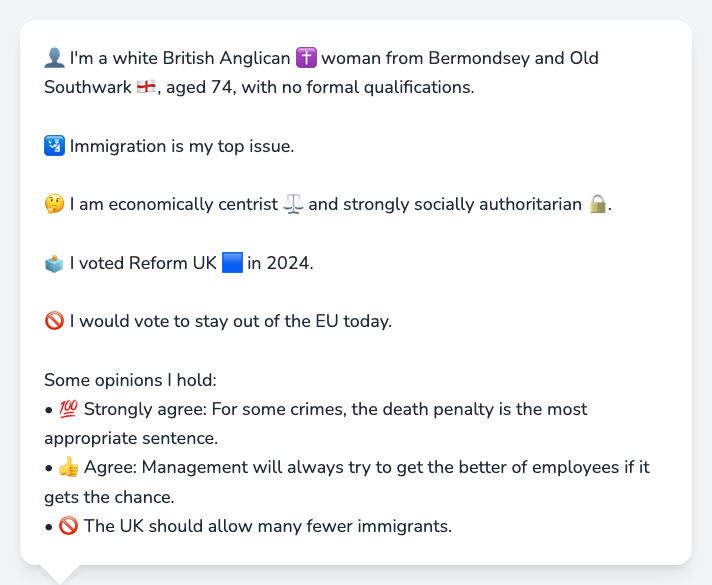 👤 I'm a white British Anglican ✝️ woman from Bermondsey and Old
Southwark 🏴󠁧󠁢󠁥󠁮󠁧󠁿, aged 74, with no formal qualifications.
🛂 Immigration is my top issue.
🤔 I am economically centrist ⚖️ and strongly socially authoritarian 🔒.
🗳️ I voted Reform UK 🟦 in 2024.
🚫 I would vote to stay out of the EU today.
Some opinions I hold:
• 💯 Strongly agree: For some crimes, the death penalty is the most
appropriate sentence.
• 👍 Agree: Management will always try to get the better of employees if it
gets the chance.
• 🚫 The UK should allow many fewer immigrants.